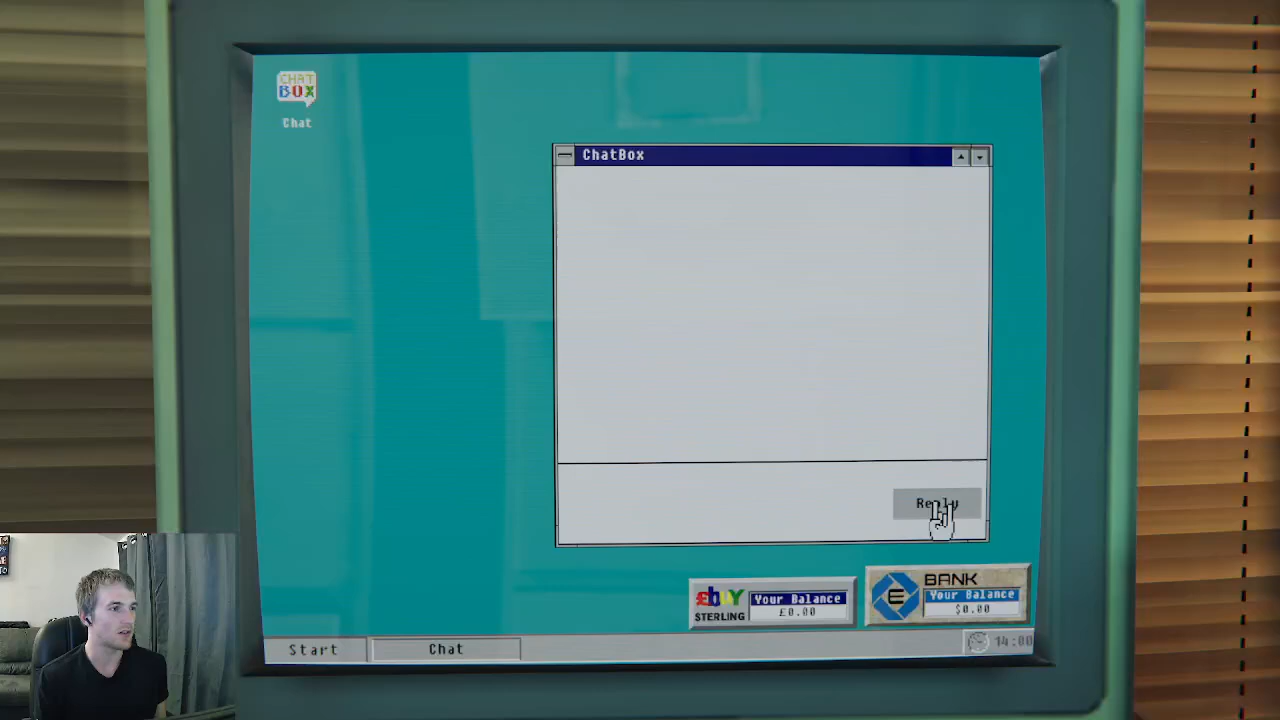 CHAT
BOX
Chat
ChatBox
Reply
£buy
STERLING
Your Balance
£0.00
E
BANK
Your Balance
$0.00
Start
Chat
14:00